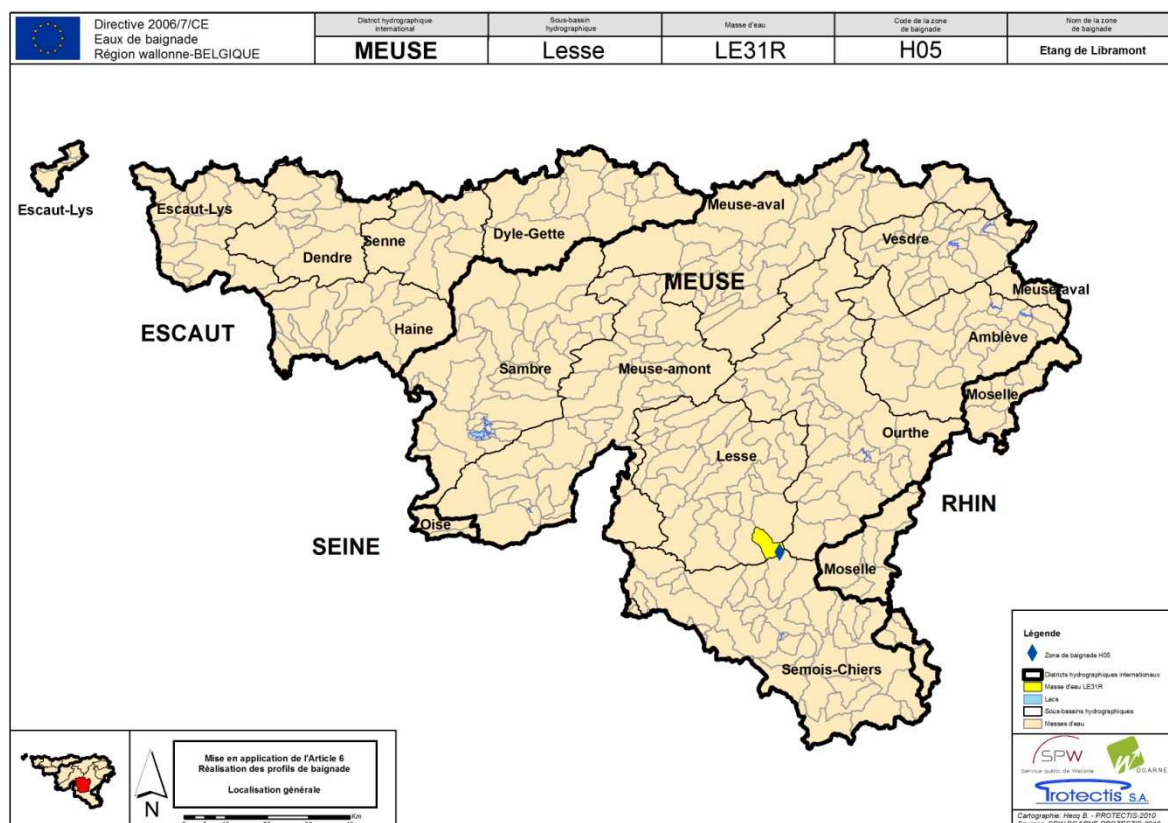 Directive 2006/7/CE
Eaux de baignade
Région wallonne-BELGIQUE
District hydrographique
international
MEUSE
Sous-bassin
hydrographique
Lesse
Masse d'eau
LE31R
Code de la zone
de baignade
H05
Nom de la zone
de baignade
Etang de Libramont
Escaut-Lys
Escaut-Lys
Dendre
Senne
Dyle-Gette
Meuse-aval
Vesdre
MEUSE
Meuse-aval
ESCAUT
Haine
Amblève
Sambre
Meuse-amont
Moselle
Ourthe
Lesse
RHIN
Oise
SEINE
Moselle
Semois-Chiers
Légende
Zone de baignade H05
Districts hydrographiques internationaux
Masse d'eau LE31R
Lacs
Sous-bassins hydrographiques
Masses d'eau
Mise en application de l'Article 6
Réalisation des profils de baignade
Localisation générale
N
Km
SPW
Service public de Wallonie
DGARNE
Protectis S.A.
Cartographie: Hecq B. - PROTECTIS-2010